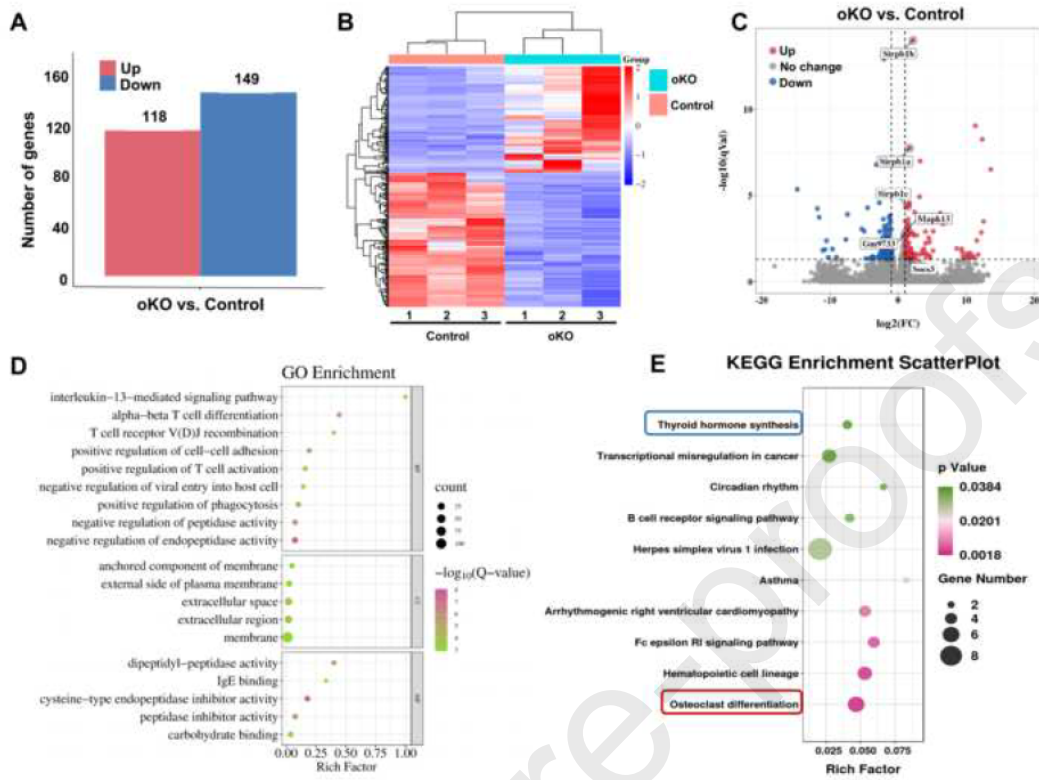 A
Up
Down
160
120
80
40
0
118
149
Number of genes
oKO vs. Control
B
Group
oKO
Control
2
1
0
-1
-2
1 2 3 1 2 3
Control oKO
C
oKO vs. Control
Up
No change
Down
-log10(qVal)
10
5
0
-20
-10
0
10
20
log2(FC)
Sirpb1b
Sirpb1a
Sirpb1c
Mapk13
Gm9733
Socs3
D
GO Enrichment
interleukin−13−mediated signaling pathway
alpha−beta T cell differentiation
T cell receptor V(D)J recombination
positive regulation of cell−cell adhesion
positive regulation of T cell activation
negative regulation of viral entry into host cell
positive regulation of phagocytosis
negative regulation of peptidase activity
negative regulation of endopeptidase activity
anchored component of membrane
external side of plasma membrane
extracellular space
extracellular region
membrane
dipeptidyl−peptidase activity
IgE binding
cysteine−type endopeptidase inhibitor activity
peptidase inhibitor activity
carbohydrate binding
0.00 0.25 0.50 0.75 1.00
Rich Factor
count
−log10(Q−value)
E
KEGG Enrichment ScatterPlot
Thyroid hormone synthesis
Transcriptional misregulation in cancer
Circadian rhythm
B cell receptor signaling pathway
Herpes simplex virus 1 infection
Asthma
Arrhythmogenic right ventricular cardiomyopathy
Fc epsilon RI signaling pathway
Hematopoietic cell lineage
Osteoclast differentiation
0.025 0.050 0.075
Rich Factor
p Value
0.0384
0.0201
0.0018
Gene Number
2
4
6
8
re-proofs